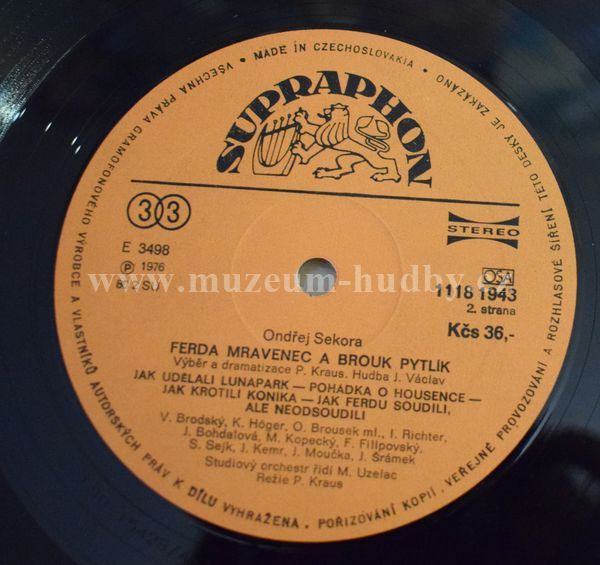 VŠECHNA PRÁVA GRAMOFONOVÉHO VÝROBCE A VLASTNÍKŮ AUTORSKÝCH PRÁV K DÍLU VYHRAŽENA. POŘIZOVÁNÍ KOPIÍ, VEŘEJNÉ PROVOZOVÁNÍ A ROZHLASOVÉ ŠÍŘENÍ TÉTO DESKY JE ZAKÁZÁNO • MADE IN CZECHOSLOVAKIA •
SUPRAPHON
33
STEREO
E 3498
℗ 1976
OSA
1118 1943
2. strana
Kčs 36,-
www.muzeum-hudby.cz
Ondřej Sekora
FERDA MRAVENEC A BROUK PYTLÍK
Výběr a dramatizace P. Kraus. Hudba J. Václav
JAK UDĚLALI LUNAPARK — POHÁDKA O HOUSENCE —
JAK KROTILI KONÍKA — JAK FERDU SOUDILI,
ALE NEODSOUDILI
V. Brodský, K. Höger, O. Brousek ml., I. Richter,
J. Bohdalová, M. Kopecký, F. Filipovský,
S. Sejk, J. Kemr, J. Moučka, J. Šrámek
Studiový orchestr řídí M. Uzelac
Režie P. Kraus